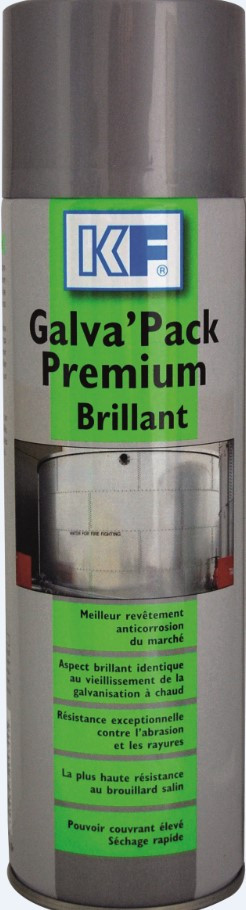 KF®
Galva'Pack
Premium
Brillant
WATER FOR FIRE FIGHTING
Meilleur revêtement
anticorrosion
du marché
Aspect brillant identique
au vieillissement de la
galvanisation à chaud
Résistance exceptionnelle
contre l'abrasion
et les rayures
La plus haute résistance
au brouillard salin
Pouvoir couvrant élevé
Séchage rapide